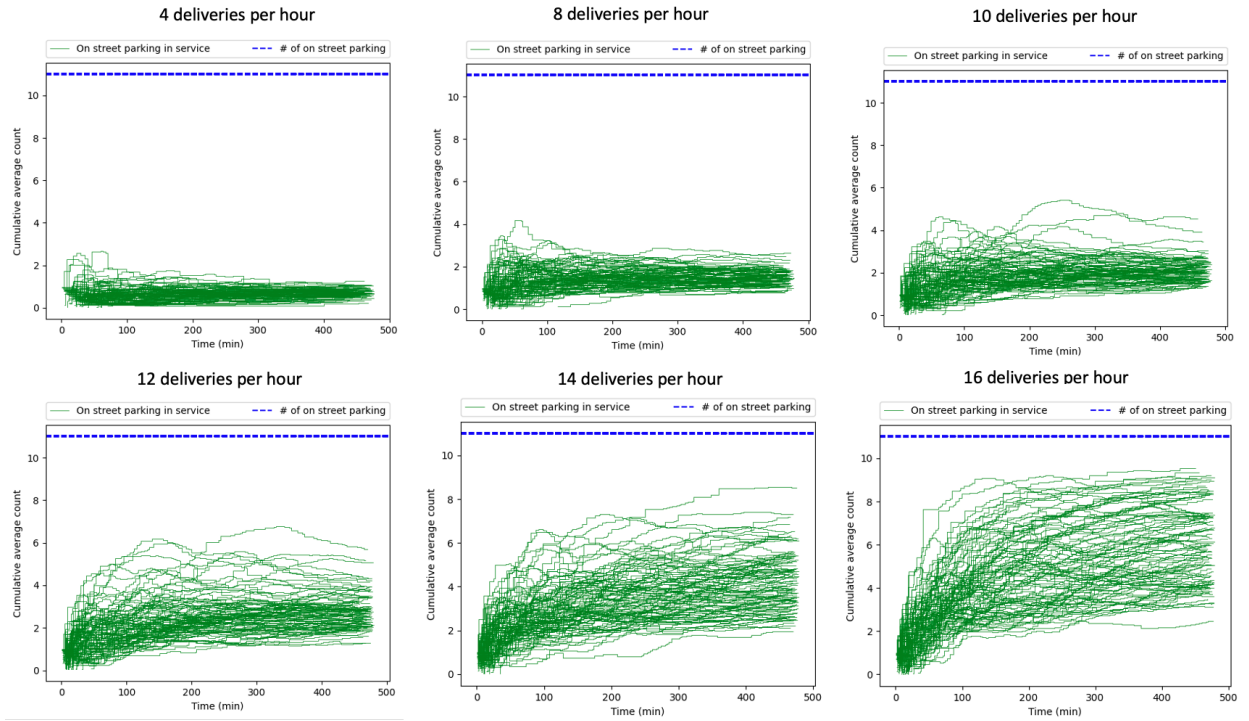 4 deliveries per hour
On street parking in service
# of on street parking
Cumulative average count
10
8
6
4
2
0
0 100 200 300 400 500
Time (min)
8 deliveries per hour
On street parking in service
# of on street parking
Cumulative average count
10
8
6
4
2
0
0 100 200 300 400 500
Time (min)
10 deliveries per hour
On street parking in service
# of on street parking
Cumulative average count
10
8
6
4
2
0
0 100 200 300 400 500
Time (min)
12 deliveries per hour
On street parking in service
# of on street parking
Cumulative average count
10
8
6
4
2
0
0 100 200 300 400 500
Time (min)
14 deliveries per hour
On street parking in service
# of on street parking
Cumulative average count
10
8
6
4
2
0
0 100 200 300 400 500
Time (min)
16 deliveries per hour
On street parking in service
# of on street parking
Cumulative average count
10
8
6
4
2
0
0 100 200 300 400 500
Time (min)